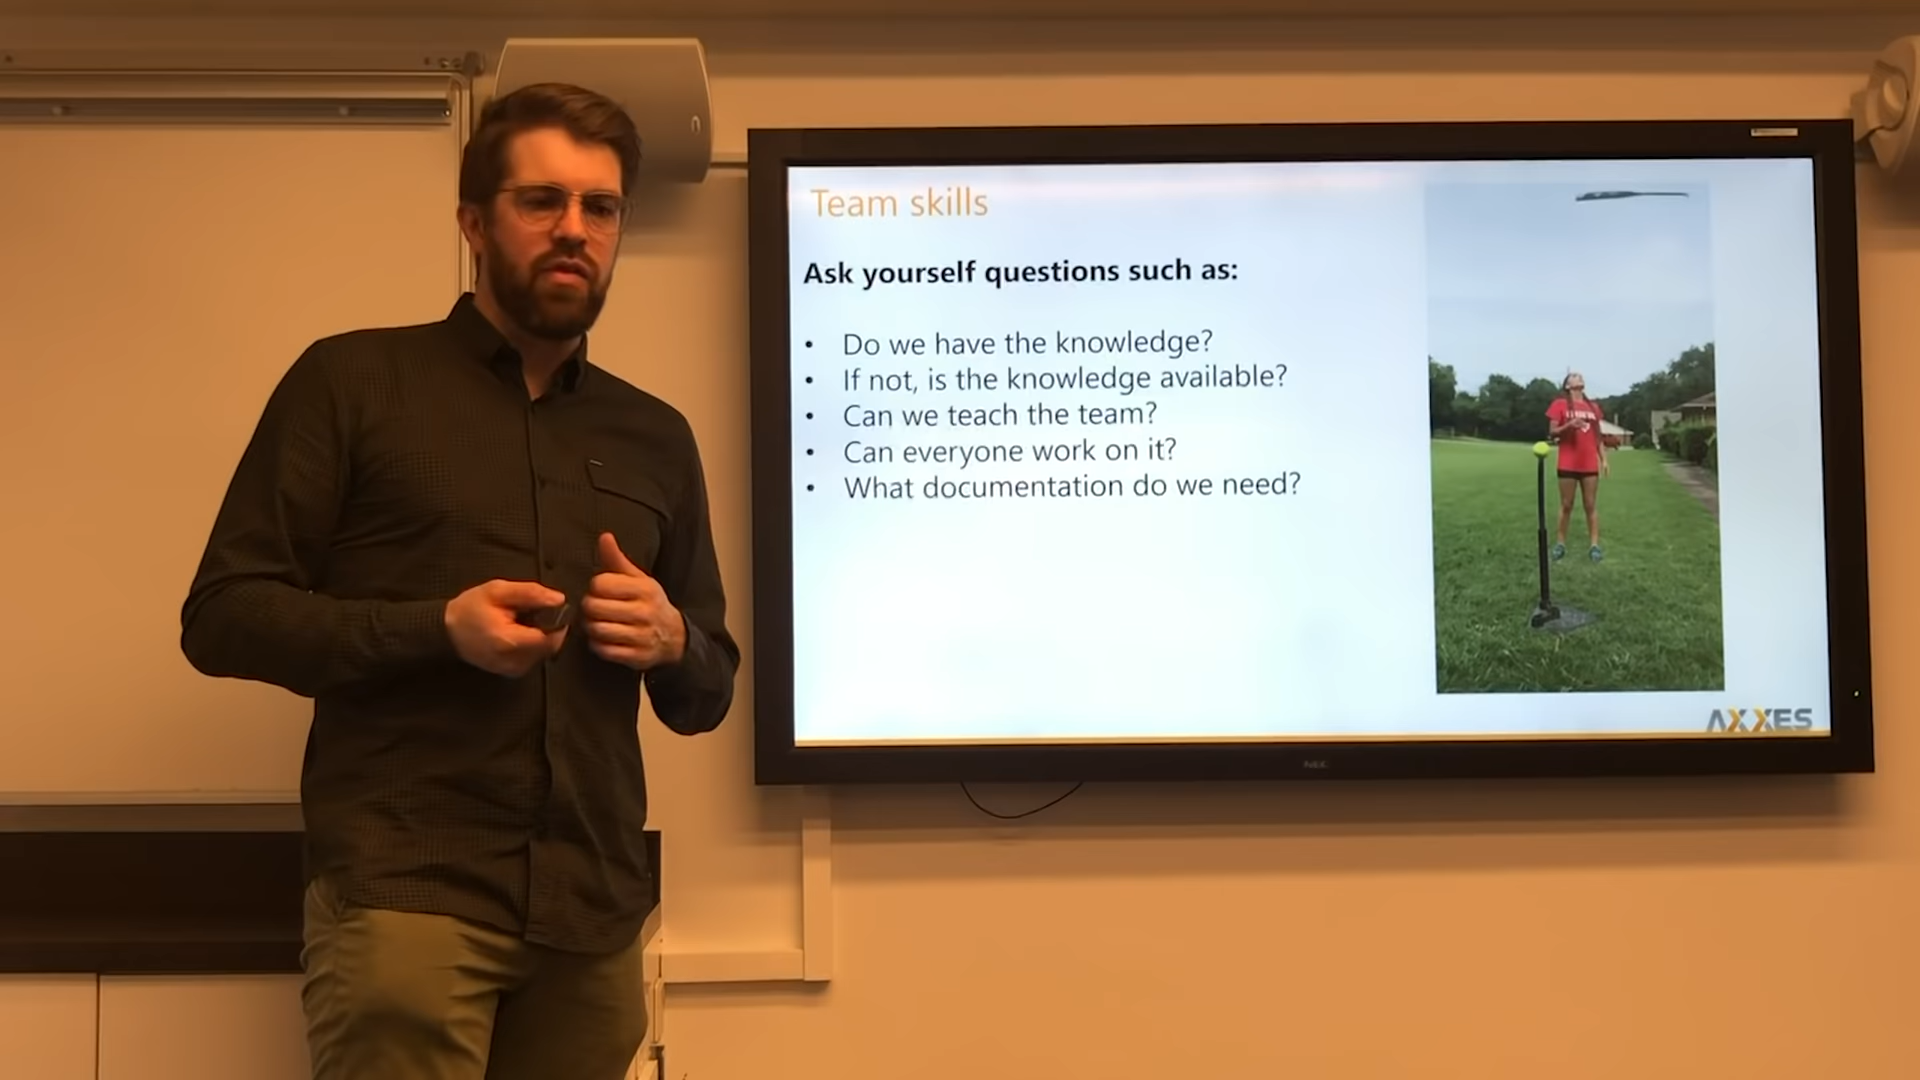 Team skills
Ask yourself questions such as:
• Do we have the knowledge?
• If not, is the knowledge available?
• Can we teach the team?
• Can everyone work on it?
• What documentation do we need?
AXXES
NEC